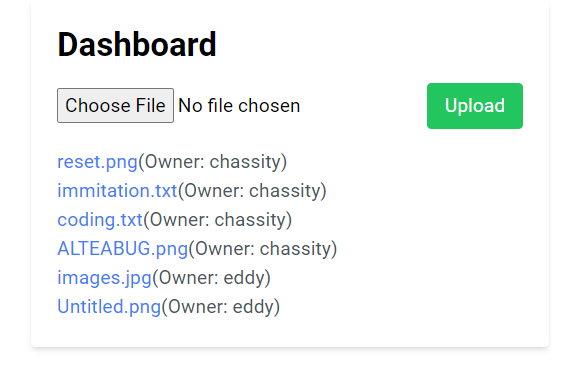 Dashboard
Choose File No file chosen Upload
reset.png(Owner: chassity)
immitation.txt(Owner: chassity)
coding.txt(Owner: chassity)
ALTEABUG.png(Owner: chassity)
images.jpg(Owner: eddy)
Untitled.png(Owner: eddy)